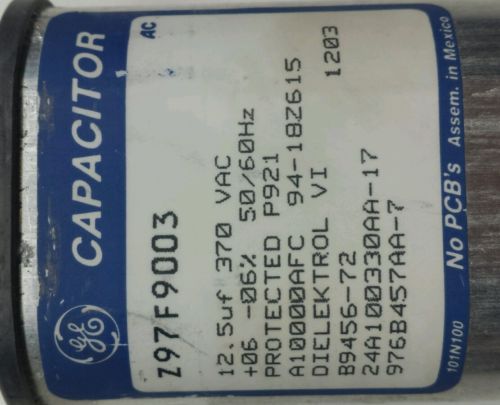 GE CAPACITOR
AC
Z97F9003
12.5uf 370 VAC
+06 -06% 50/60Hz
PROTECTED P921
A10000AFC 94-18Z615
DIELEKTROL VI 1203
B9456-72
24A100330AA-17
976B457AA-7
101N100 No PCB's Assem. in Mexico